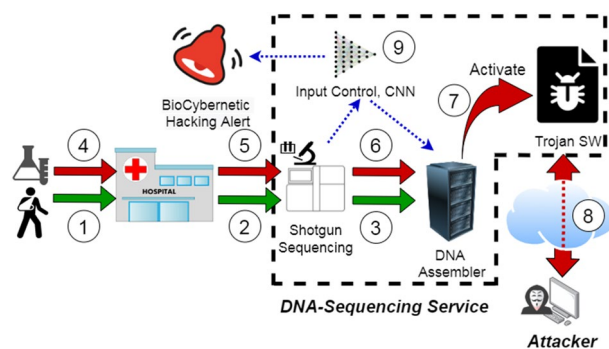 9
BioCybernetic
Hacking Alert
Input Control, CNN
7
Activate
Trojan SW
4
5
6
HOSPITAL
1
2
Shotgun
Sequencing
3
DNA
Assembler
8
DNA-Sequencing Service
Attacker